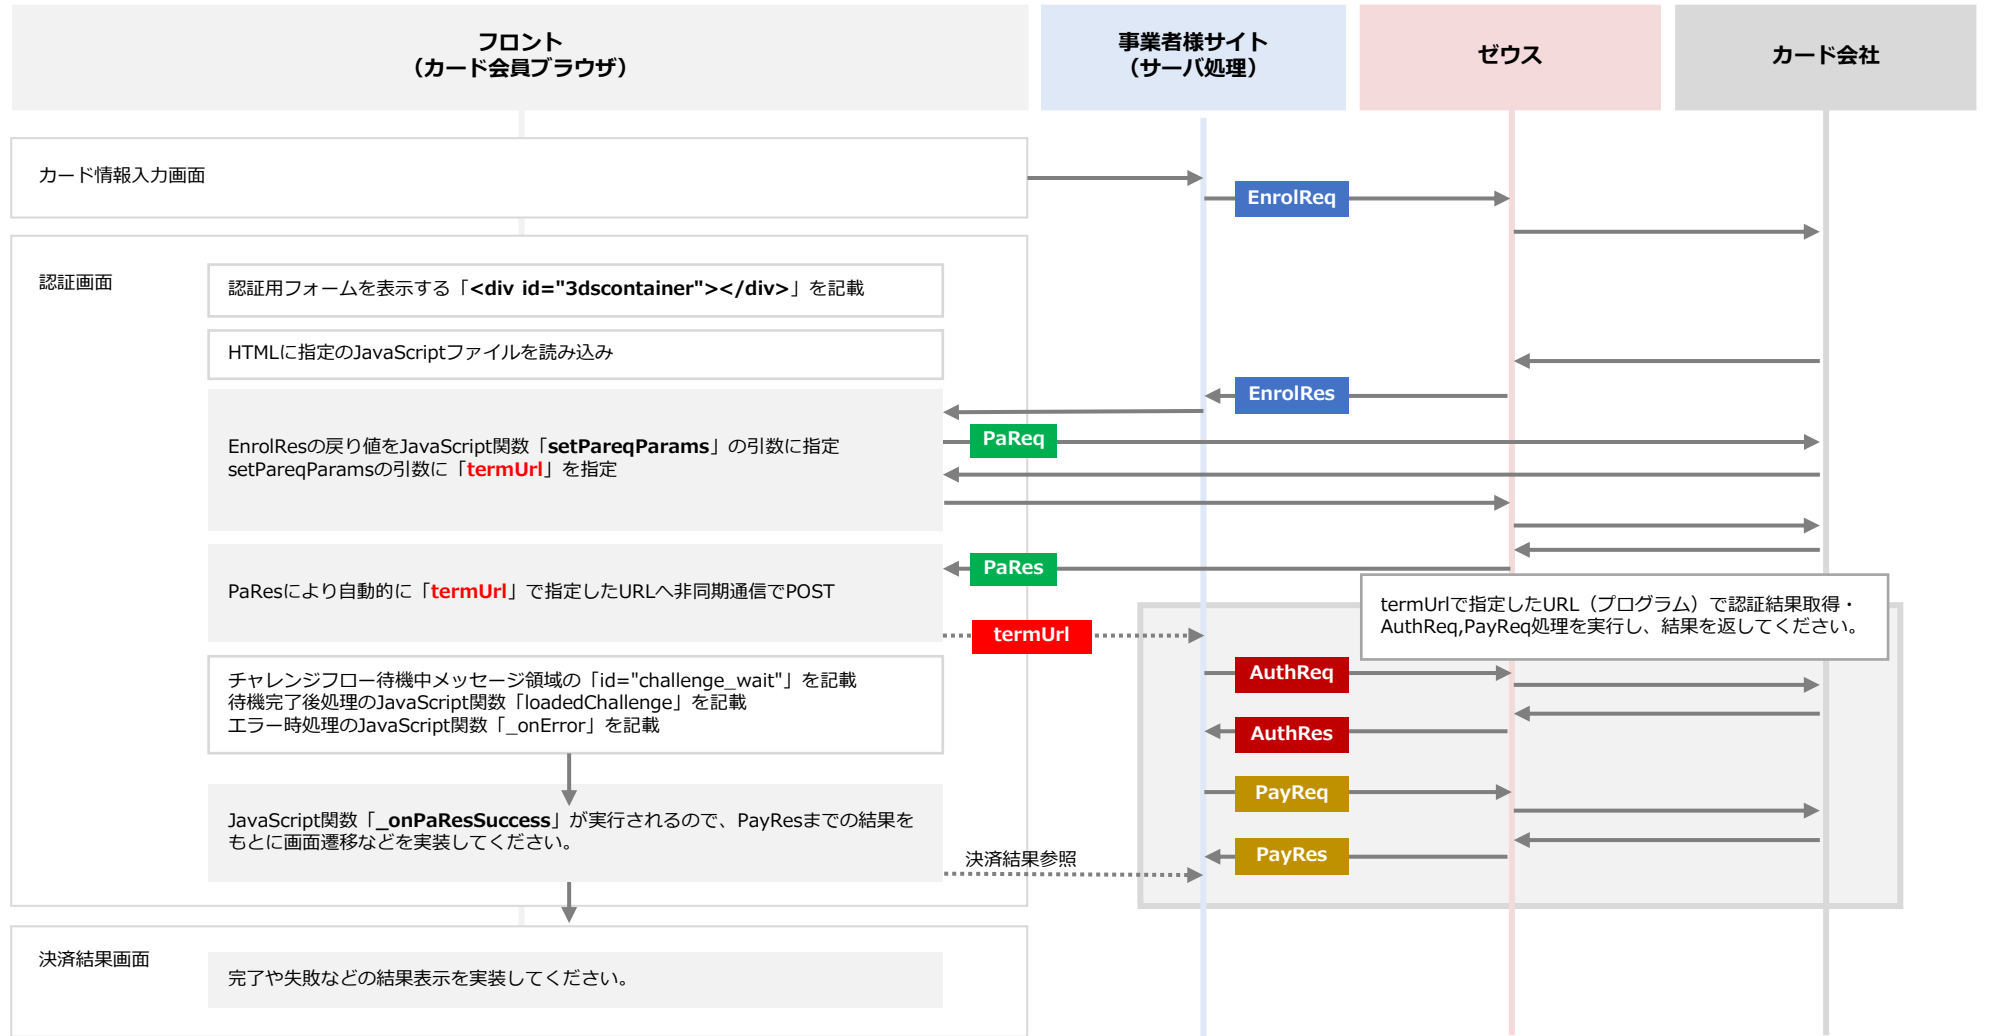 フロント
（カード会員ブラウザ）
事業者様サイト
（サーバ処理）
ゼウス
カード会社
カード情報入力画面
EnrolReq
認証画面
認証用フォームを表示する「<div id="3dscontainer"></div>」を記載
HTMLに指定のJavaScriptファイルを読み込み
EnrolRes
EnrolResの戻り値をJavaScript関数「setPareqParams」の引数に指定
setPareqParamsの引数に「termUrl」を指定
PaReq
PaRes
PaResにより自動的に「termUrl」で指定したURLへ非同期通信でPOST
termUrlで指定したURL（プログラム）で認証結果取得・
AuthReq,PayReq処理を実行し、結果を返してください。
termUrl
チャレンジフロー待機中メッセージ領域の「id="challenge_wait"」を記載
待機完了後処理のJavaScript関数「loadedChallenge」を記載
エラー時処理のJavaScript関数「_onError」を記載
AuthReq
AuthRes
PayReq
JavaScript関数「_onPaResSuccess」が実行されるので、PayResまでの結果を
もとに画面遷移などを実装してください。
決済結果参照
PayRes
決済結果画面
完了や失敗などの結果表示を実装してください。